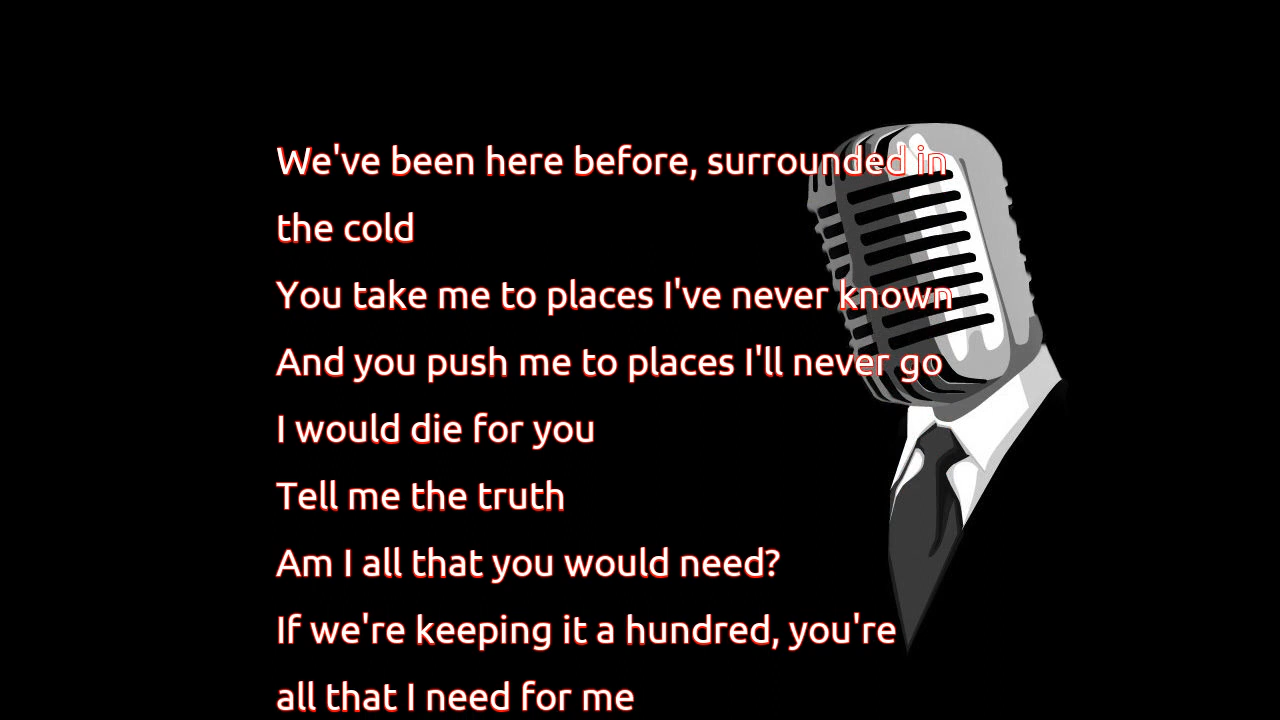 We've been here before, surrounded in
the cold
You take me to places I've never known
And you push me to places I'll never go
I would die for you
Tell me the truth
Am I all that you would need?
If we're keeping it a hundred, you're
all that I need for me